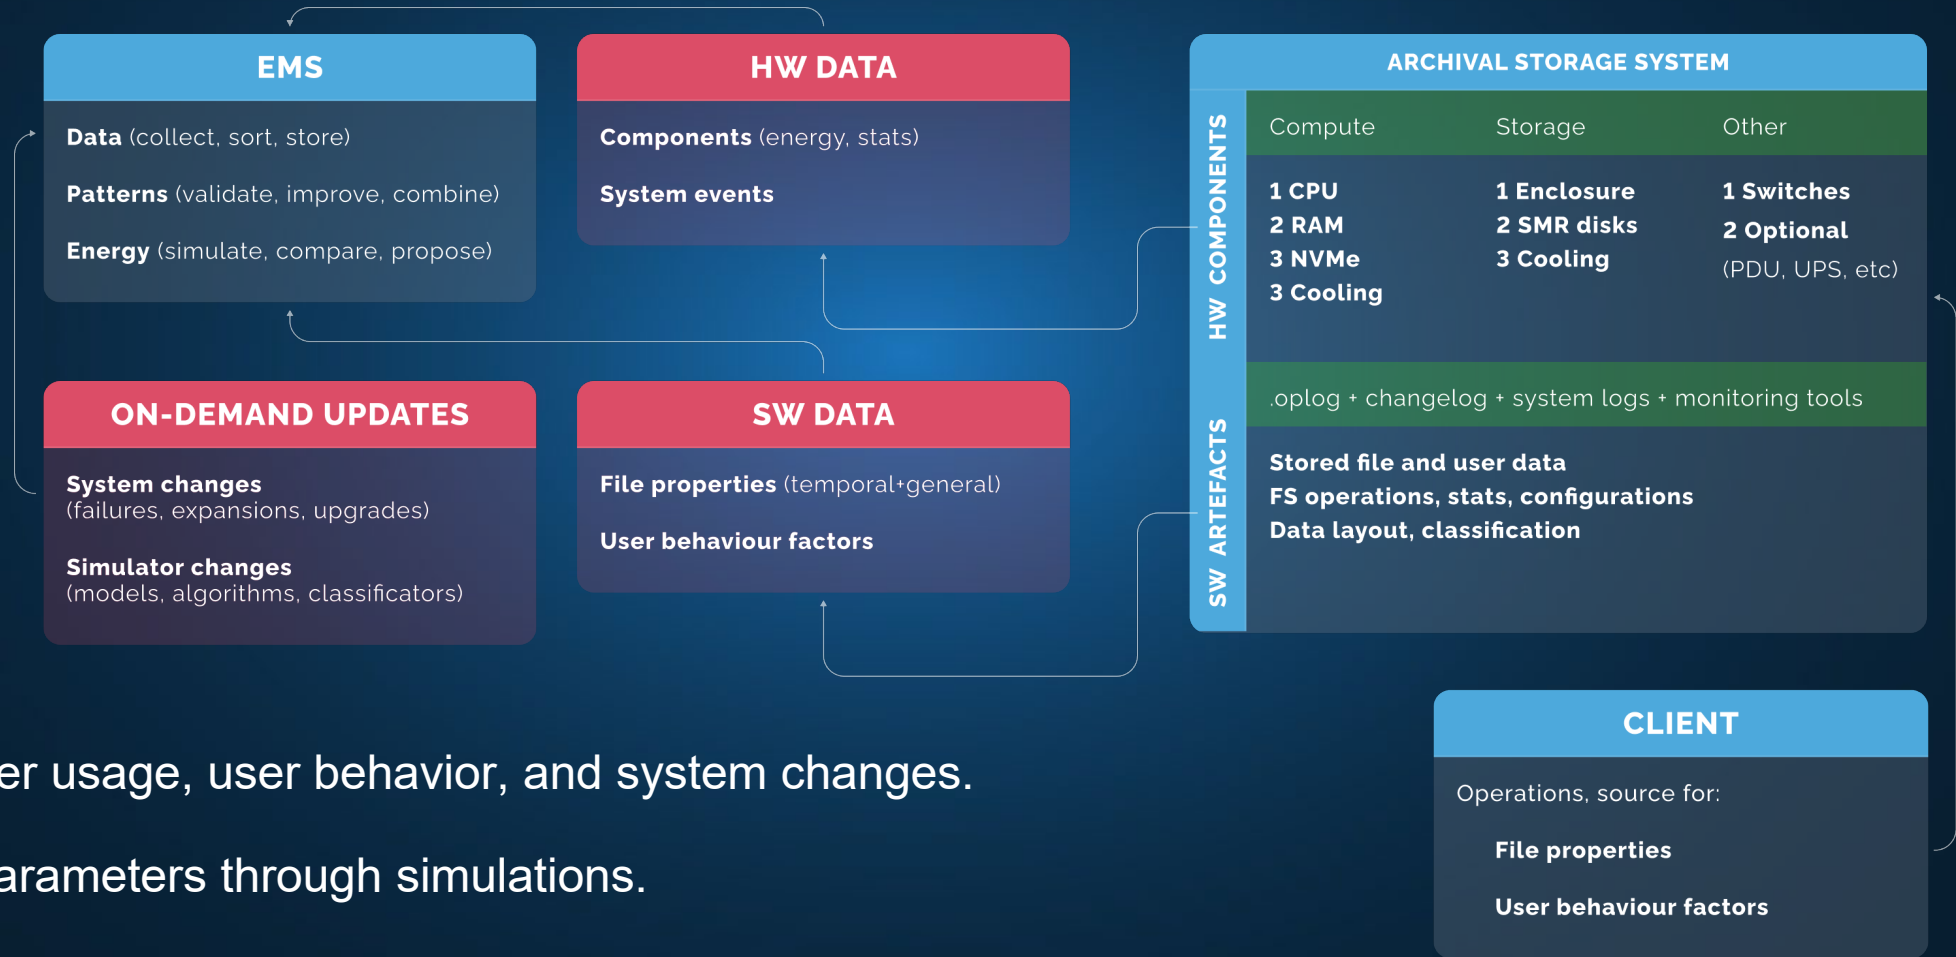 EMS
Data (collect, sort, store)
Patterns (validate, improve, combine)
Energy (simulate, compare, propose)
HW DATA
Components (energy, stats)
System events
ON-DEMAND UPDATES
System changes
(failures, expansions, upgrades)
Simulator changes
(models, algorithms, classificators)
SW DATA
File properties (temporal+general)
User behaviour factors
ARCHIVAL STORAGE SYSTEM
HW COMPONENTS
Compute
1 CPU
2 RAM
3 NVMe
3 Cooling
Storage
1 Enclosure
2 SMR disks
3 Cooling
Other
1 Switches
2 Optional
(PDU, UPS, etc)
SW ARTEFACTS
.oplog + changelog + system logs + monitoring tools
Stored file and user data
FS operations, stats, configurations
Data layout, classification
CLIENT
Operations, source for:
File properties
User behaviour factors
er usage, user behavior, and system changes.
arameters through simulations.